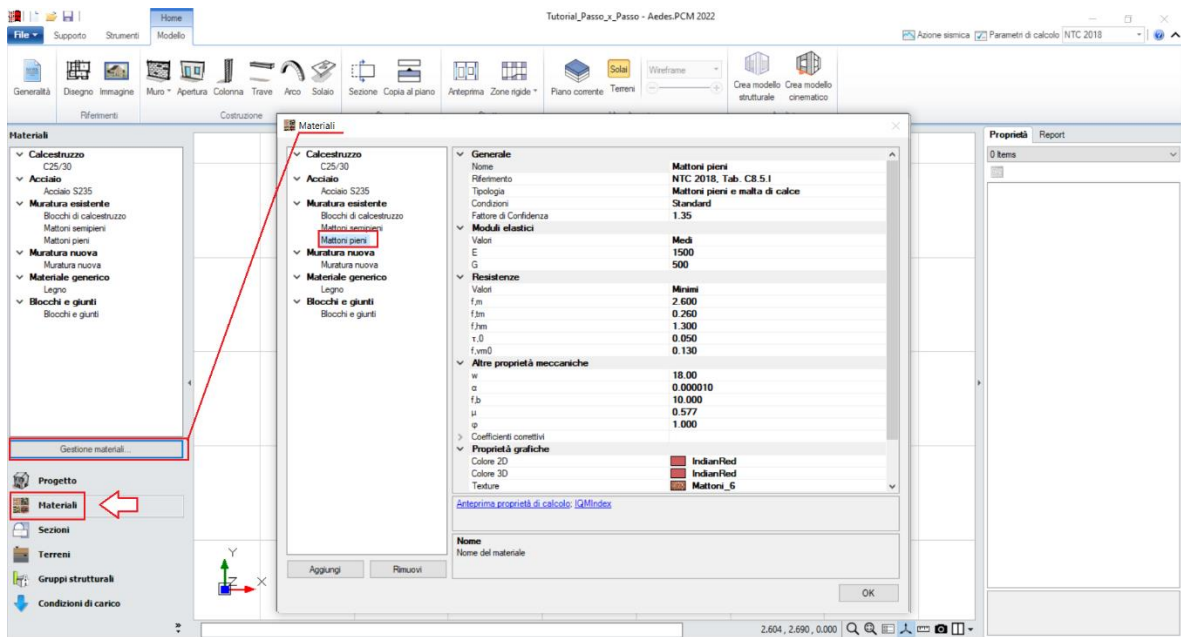 Tutorial_Passo_x_Passo - Aedes.PCM 2022
Home
File Supporto Strumenti Modello
Azione sismica Parametri di calcolo NTC 2018
Generalità Disegno Immagine Muro Apertura Colonna Trave Arco Solaio Sezione Copia al piano Anteprima Zone rigide Piano corrente Solai Terreni Wireframe Crea modello strutturale Crea modello cinematico
Riferimenti Costruzione
Materiali
Calcestruzzo
C25/30
Acciaio
Acciaio S235
Muratura esistente
Blocchi di calcestruzzo
Mattoni semipieni
Mattoni pieni
Muratura nuova
Muratura nuova
Materiale generico
Legno
Blocchi e giunti
Blocchi e giunti
Gestione materiali...
Progetto
Materiali
Sezioni
Terreni
Gruppi strutturali
Condizioni di carico
Y
Z X
Materiali
Calcestruzzo
C25/30
Acciaio
Acciaio S235
Muratura esistente
Blocchi di calcestruzzo
Mattoni semipieni
Mattoni pieni
Muratura nuova
Muratura nuova
Materiale generico
Legno
Blocchi e giunti
Blocchi e giunti
Aggiungi Rimuovi
Generale
Nome Mattoni pieni
Riferimento NTC 2018, Tab. C8.5.I
Tipologia Mattoni pieni e malta di calce
Condizioni Standard
Fattore di Confidenza 1.35
Moduli elastici
Valori Medi
E 1500
G 500
Resistenze
Valori Minimi
f,m 2.600
f,tm 0.260
f,hm 1.300
τ,0 0.050
f,vm0 0.130
Altre proprietà meccaniche
w 18.00
α 0.000010
f,b 10.000
μ 0.577
φ 1.000
Coefficienti correttivi
Proprietà grafiche
Colore 2D IndianRed
Colore 3D IndianRed
Texture Mattoni_6
Anteprima proprietà di calcolo; IQMIndex
Nome
Nome del materiale
OK
Proprietà Report
0 Items
2.604 , 2.690, 0.000